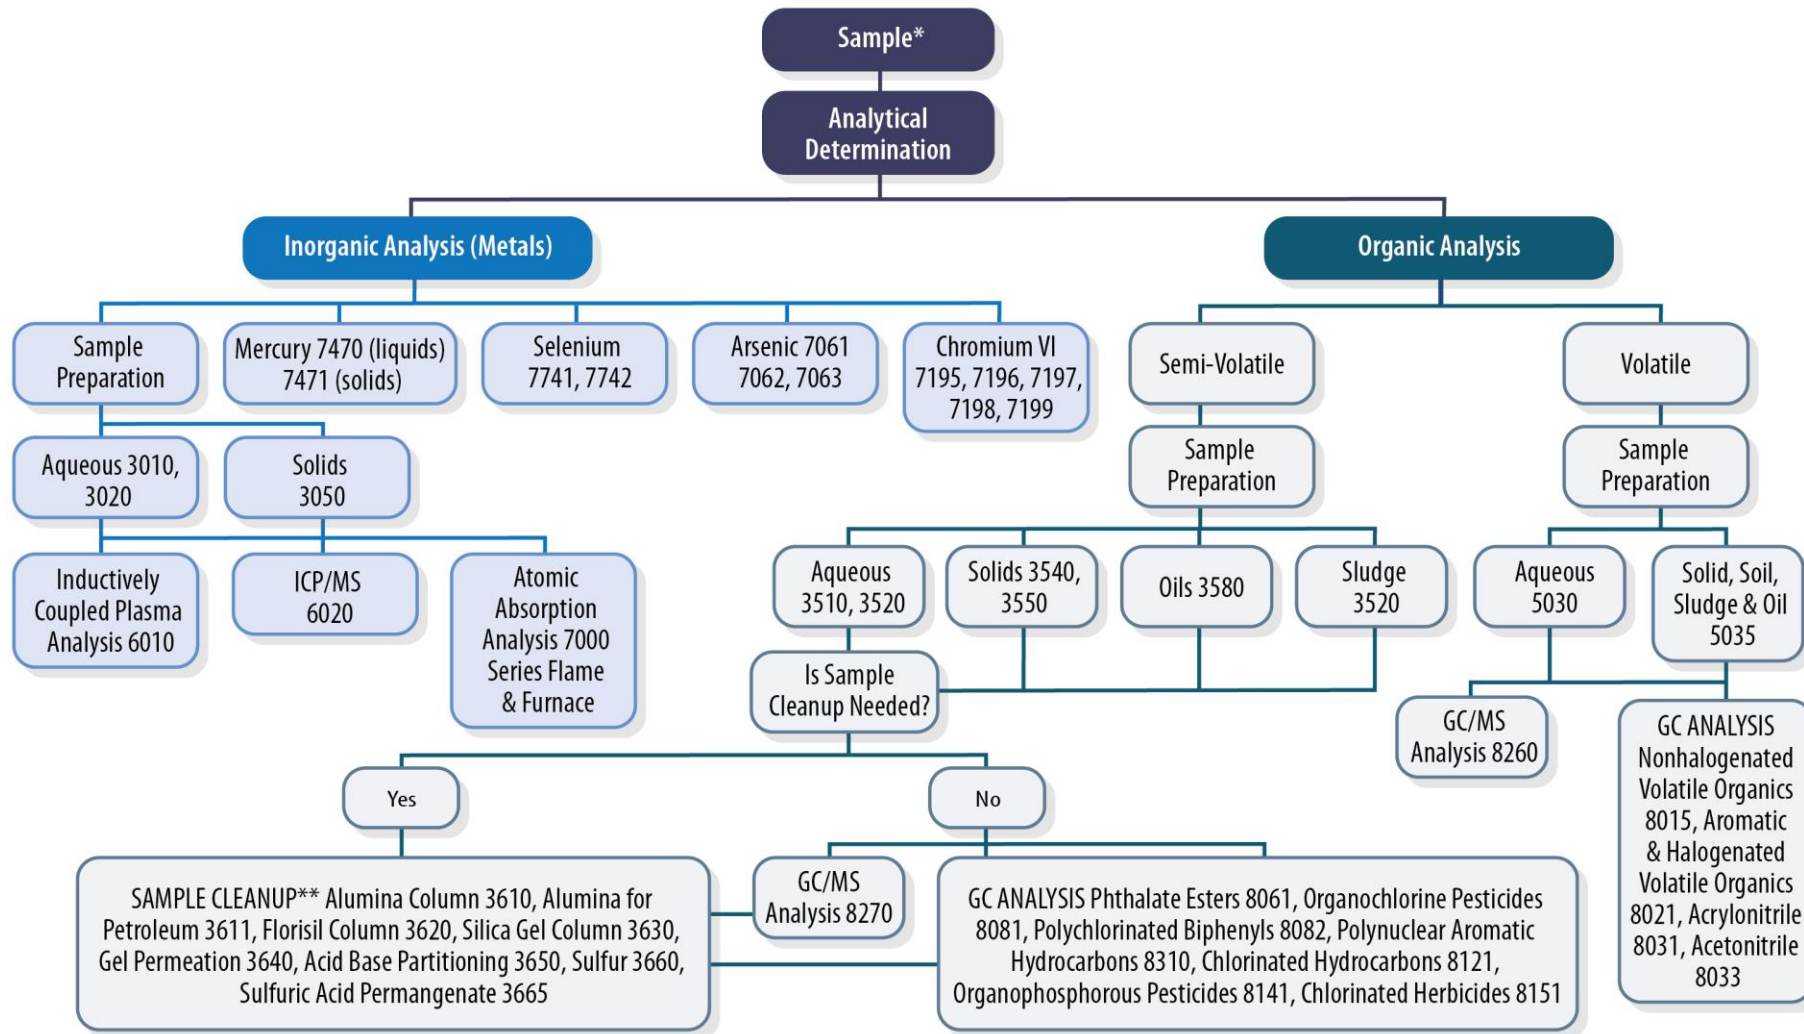 Sample*
Analytical
Determination
Inorganic Analysis (Metals)
Organic Analysis
Sample
Preparation
Mercury 7470 (liquids)
7471 (solids)
Selenium
7741, 7742
Arsenic 7061
7062, 7063
Chromium VI
7195, 7196, 7197,
7198, 7199
Semi-Volatile
Volatile
Aqueous 3010,
3020
Solids
3050
Sample
Preparation
Sample
Preparation
Inductively
Coupled Plasma
Analysis 6010
ICP/MS
6020
Atomic
Absorption
Analysis 7000
Series Flame
& Furnace
Aqueous
3510, 3520
Solids 3540,
3550
Oils 3580
Sludge
3520
Aqueous
5030
Solid, Soil,
Sludge & Oil
5035
Is Sample
Cleanup Needed?
GC/MS
Analysis 8260
GC ANALYSIS
Nonhalogenated
Volatile Organics
8015, Aromatic
& Halogenated
Volatile Organics
8021, Acrylonitrile
8031, Acetonitrile
8033
Yes
No
SAMPLE CLEANUP** Alumina Column 3610, Alumina for
Petroleum 3611, Florisil Column 3620, Silica Gel Column 3630,
Gel Permeation 3640, Acid Base Partitioning 3650, Sulfur 3660,
Sulfuric Acid Permangenate 3665
GC/MS
Analysis 8270
GC ANALYSIS Phthalate Esters 8061, Organochlorine Pesticides
8081, Polychlorinated Biphenyls 8082, Polynuclear Aromatic
Hydrocarbons 8310, Chlorinated Hydrocarbons 8121,
Organophosphorous Pesticides 8141, Chlorinated Herbicides 8151